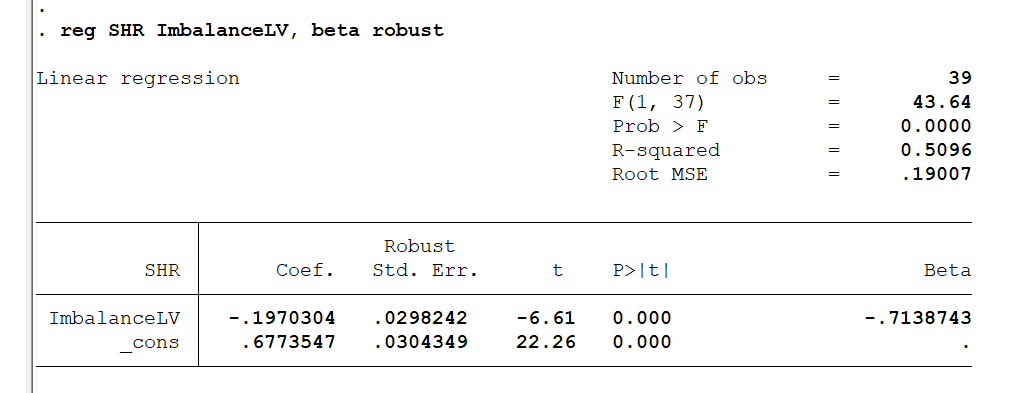 .
. reg SHR ImbalanceLV, beta robust
Linear regression Number of obs = 39
F(1, 37) = 43.64
Prob > F = 0.0000
R-squared = 0.5096
Root MSE = .19007
Robust
SHR Coef. Std. Err. t P>|t| Beta
ImbalanceLV -.1970304 .0298242 -6.61 0.000 -.7138743
_cons .6773547 .0304349 22.26 0.000 .